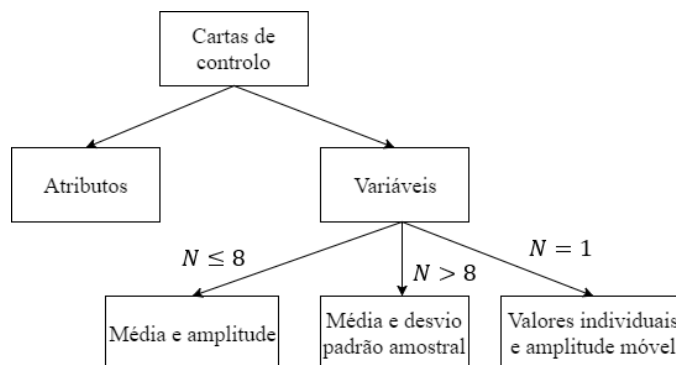 Cartas de
controlo
Atributos
Variáveis
N ≤ 8
N > 8
N = 1
Média e amplitude
Média e desvio
padrão amostral
Valores individuais
e amplitude móvel